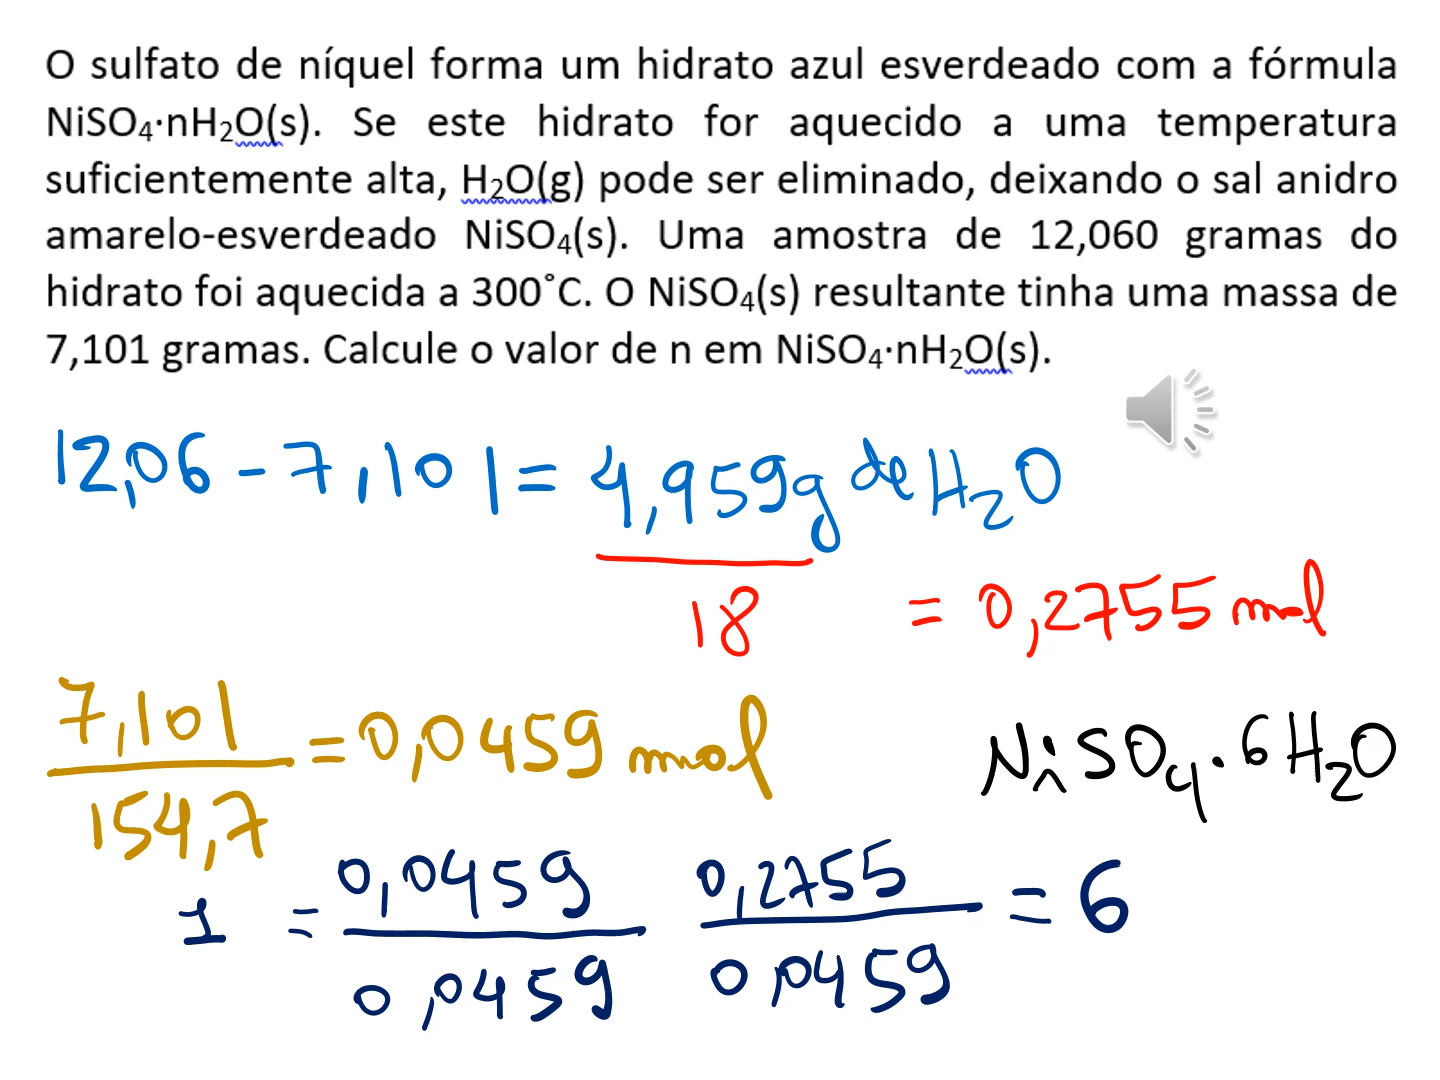 O sulfato de níquel forma um hidrato azul esverdeado com a fórmula
NiSO₄·nH₂O(s). Se este hidrato for aquecido a uma temperatura
suficientemente alta, H₂O(g) pode ser eliminado, deixando o sal anidro
amarelo-esverdeado NiSO₄(s). Uma amostra de 12,060 gramas do
hidrato foi aquecida a 300˚C. O NiSO₄(s) resultante tinha uma massa de
7,101 gramas. Calcule o valor de n em NiSO₄·nH₂O(s).
12,06 - 7,101 = 4,959g de H₂O
18 = 0,2755 mol
7,101 = 0,0459 mol
154,7
NiSO₄·6H₂O
1 = 0,0459 0,2755 = 6
0,0459 0,0459